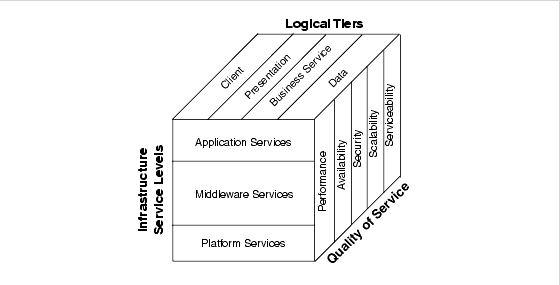 Logical Tiers
Client
Presentation
Business Service
Data
Application Services
Middleware Services
Platform Services
Performance
Availability
Security
Scalability
Serviceability
Infrastructure
Service Levels
Quality of Service